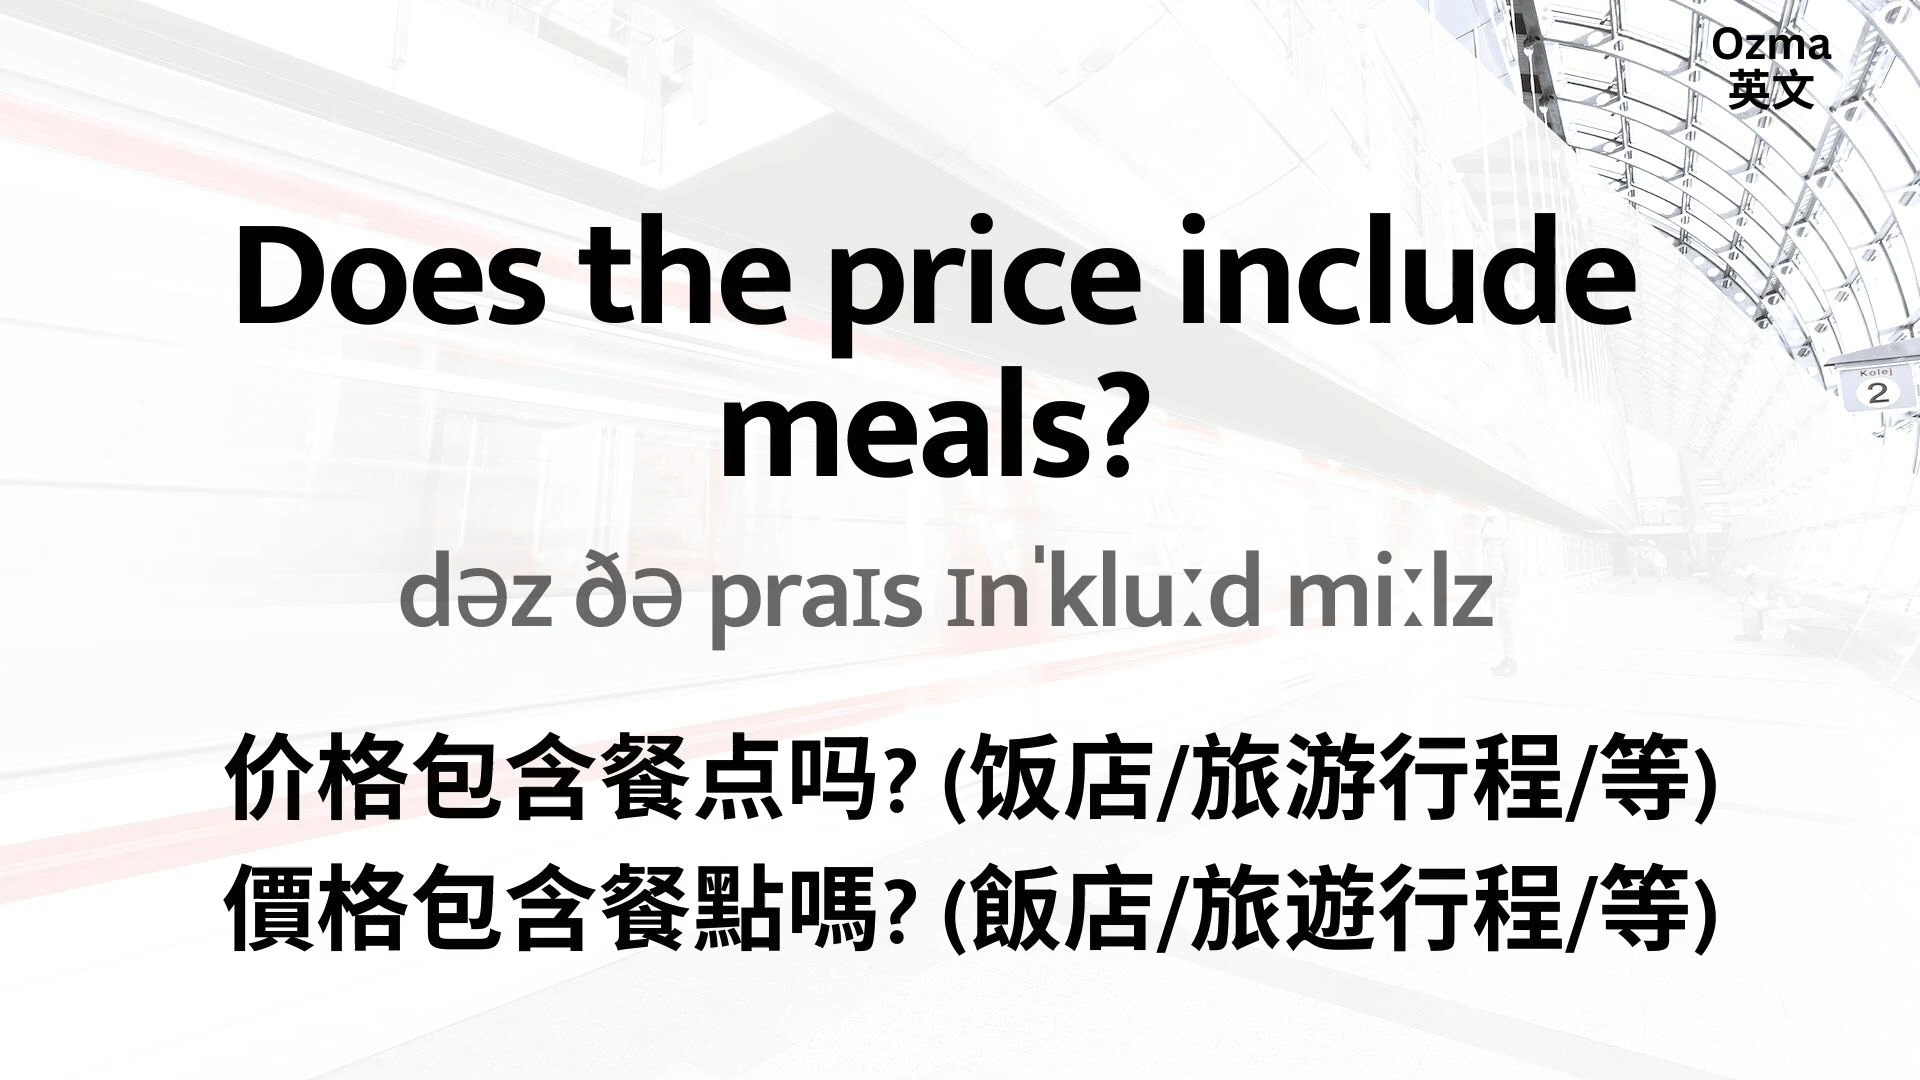 Ozma
英文
Does the price include
meals?
dəz ðə praɪs ɪnˈkluːd miːlz
价格包含餐点吗? (饭店/旅游行程/等)
價格包含餐點嗎? (飯店/旅遊行程/等)
Kolej
2